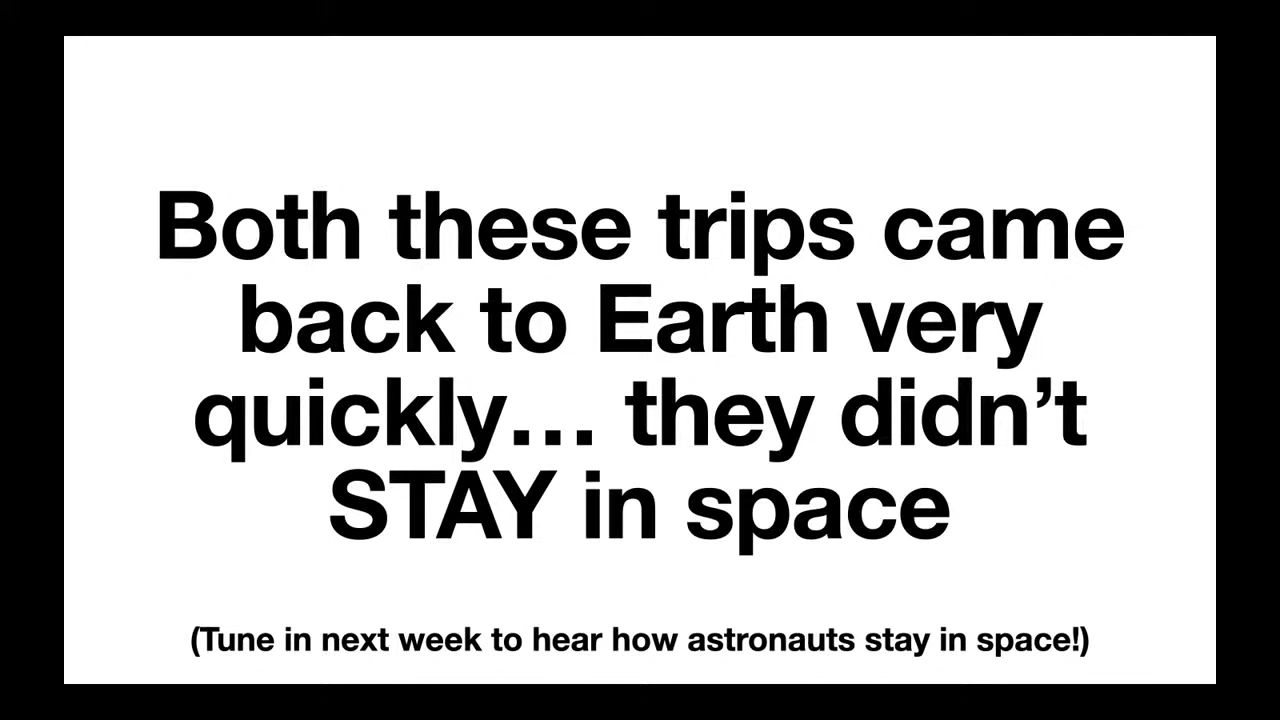 Both these trips came
back to Earth very
quickly… they didn’t
STAY in space
(Tune in next week to hear how astronauts stay in space!)